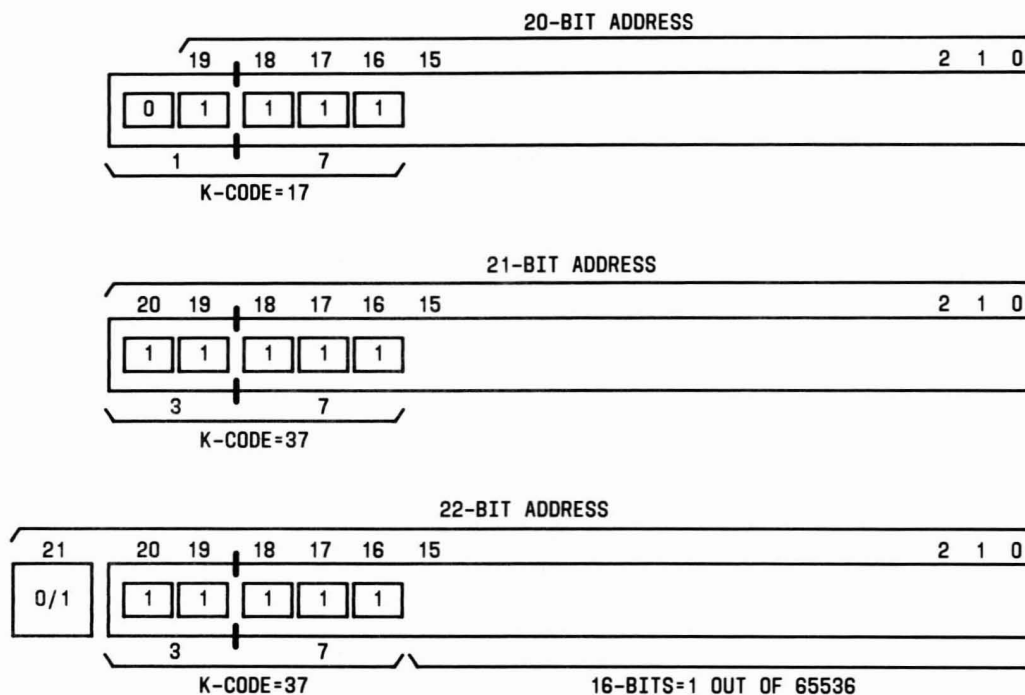 20-BIT ADDRESS
19 18 17 16 15 2 1 0
0 1 1 1 1
1 7
K-CODE=17
21-BIT ADDRESS
20 19 18 17 16 15 2 1 0
1 1 1 1 1
3 7
K-CODE=37
22-BIT ADDRESS
21 20 19 18 17 16 15 2 1 0
0/1 1 1 1 1 1
3 7
K-CODE=37 16-BITS=1 OUT OF 65536